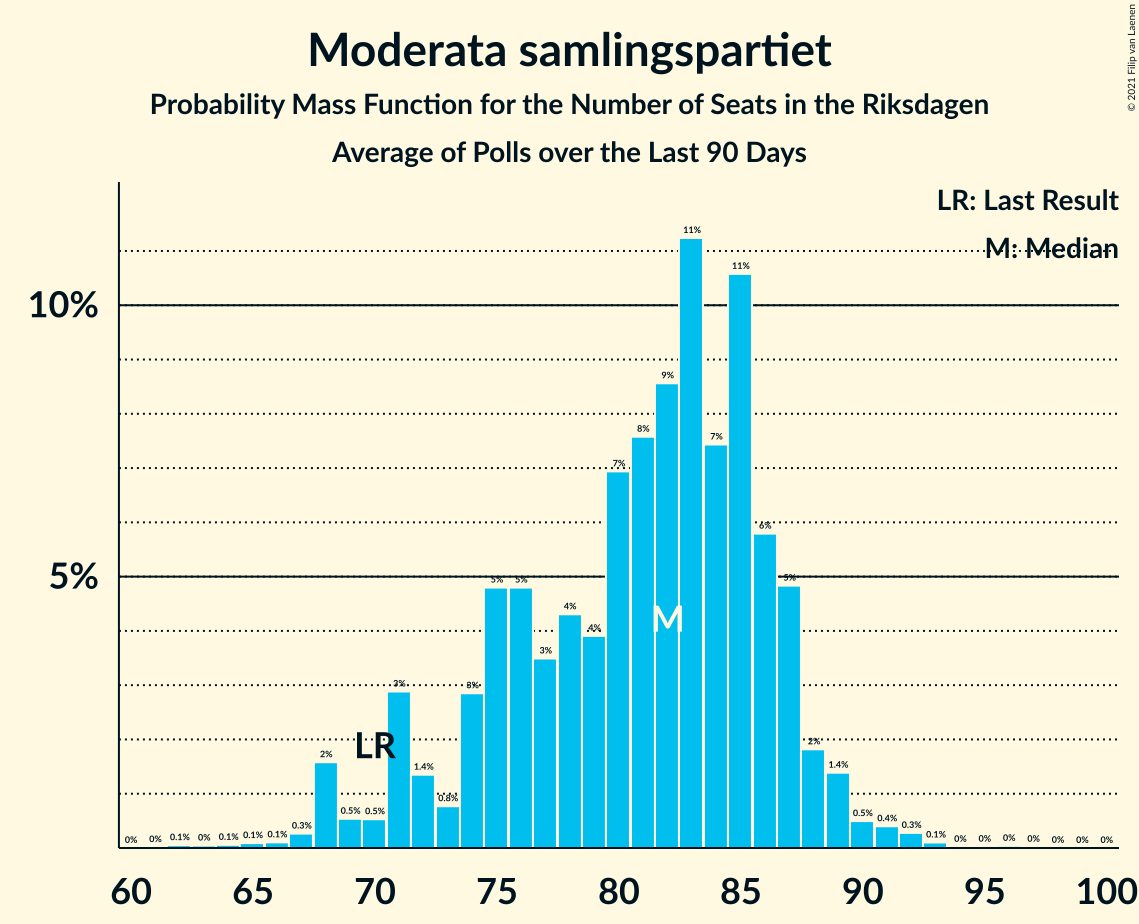 Moderata samlingspartiet
Probability Mass Function for the Number of Seats in the Riksdagen
Average of Polls over the Last 90 Days
© 2021 Filip van Laenen
LR: Last Result
M: Median
10%
5%
0% 0% 0.1% 0% 0.1% 0.1% 0.1% 0.3% 2% 0.5% 0.5% 3% 1.4% 0.8% 3% 5% 5% 3% 4% 4% 7% 8% 9% 11% 7% 11% 6% 5% 2% 1.4% 0.5% 0.4% 0.3% 0.1% 0% 0% 0% 0% 0% 0% 0%
LR
M
60 65 70 75 80 85 90 95 100